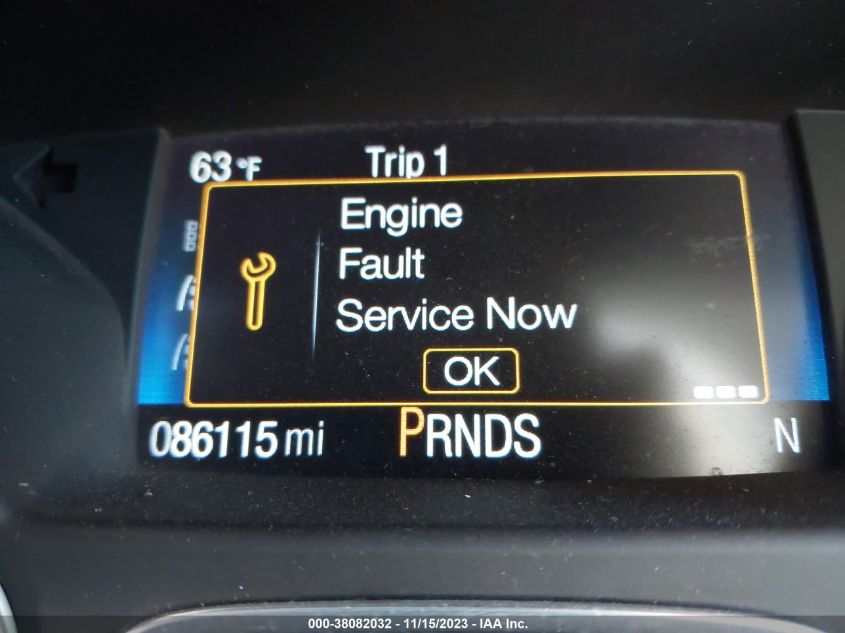 63 °F Trip 1
Engine
Fault
Service Now
OK
086115 mi PRNDS N
000-38082032 - 11/15/2023 - IAA Inc.